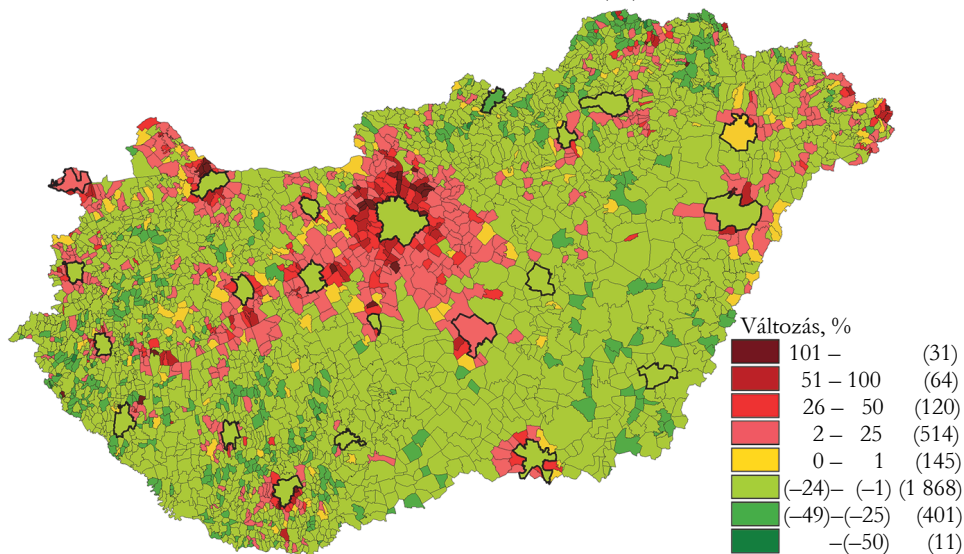 Változás, %
101 – (31)
51 – 100 (64)
26 – 50 (120)
2 – 25 (514)
0 – 1 (145)
(–24)– (–1) (1 868)
(–49)–(–25) (401)
–(–50) (11)